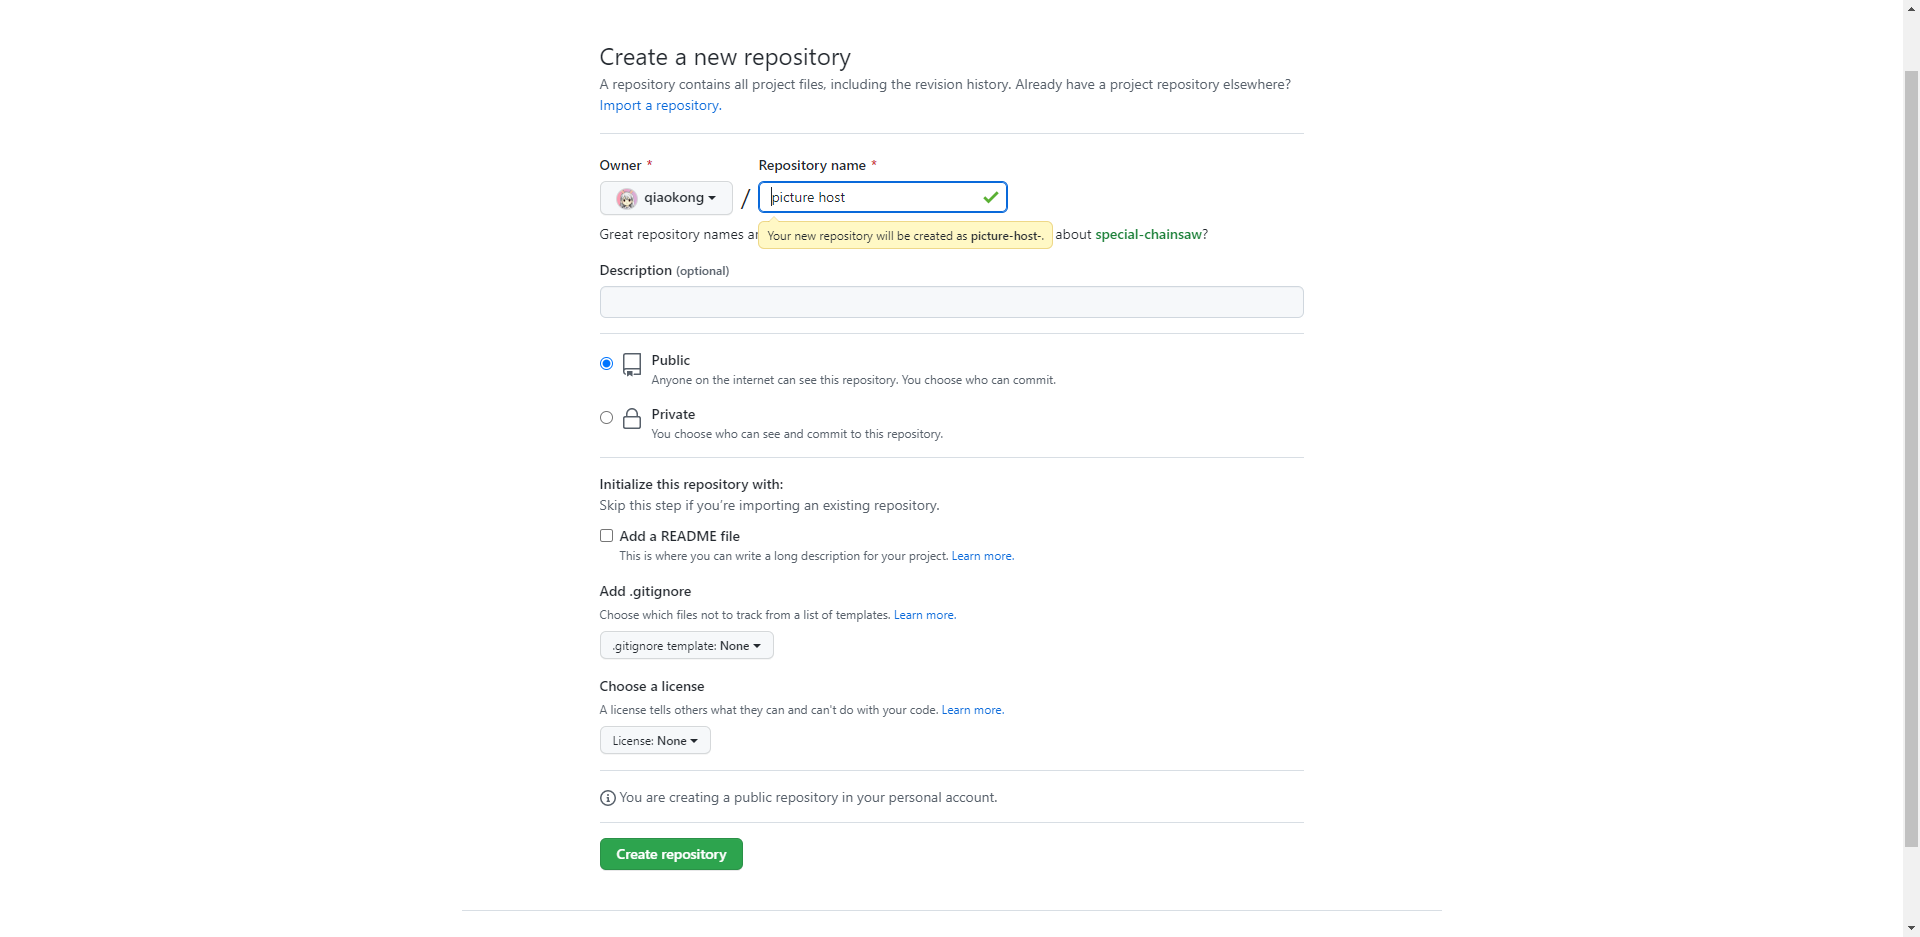 Create a new repository
A repository contains all project files, including the revision history. Already have a project repository elsewhere?
Import a repository.
Owner *
Repository name *
qiaokong
/
picture host
Great repository names a
Your new repository will be created as picture-host-.
about special-chainsaw?
Description (optional)
Public
Anyone on the internet can see this repository. You choose who can commit.
Private
You choose who can see and commit to this repository.
Initialize this repository with:
Skip this step if you're importing an existing repository.
Add a README file
This is where you can write a long description for your project. Learn more.
Add .gitignore
Choose which files not to track from a list of templates. Learn more.
.gitignore template: None
Choose a license
A license tells others what they can and can't do with your code. Learn more.
License: None
You are creating a public repository in your personal account.
Create repository